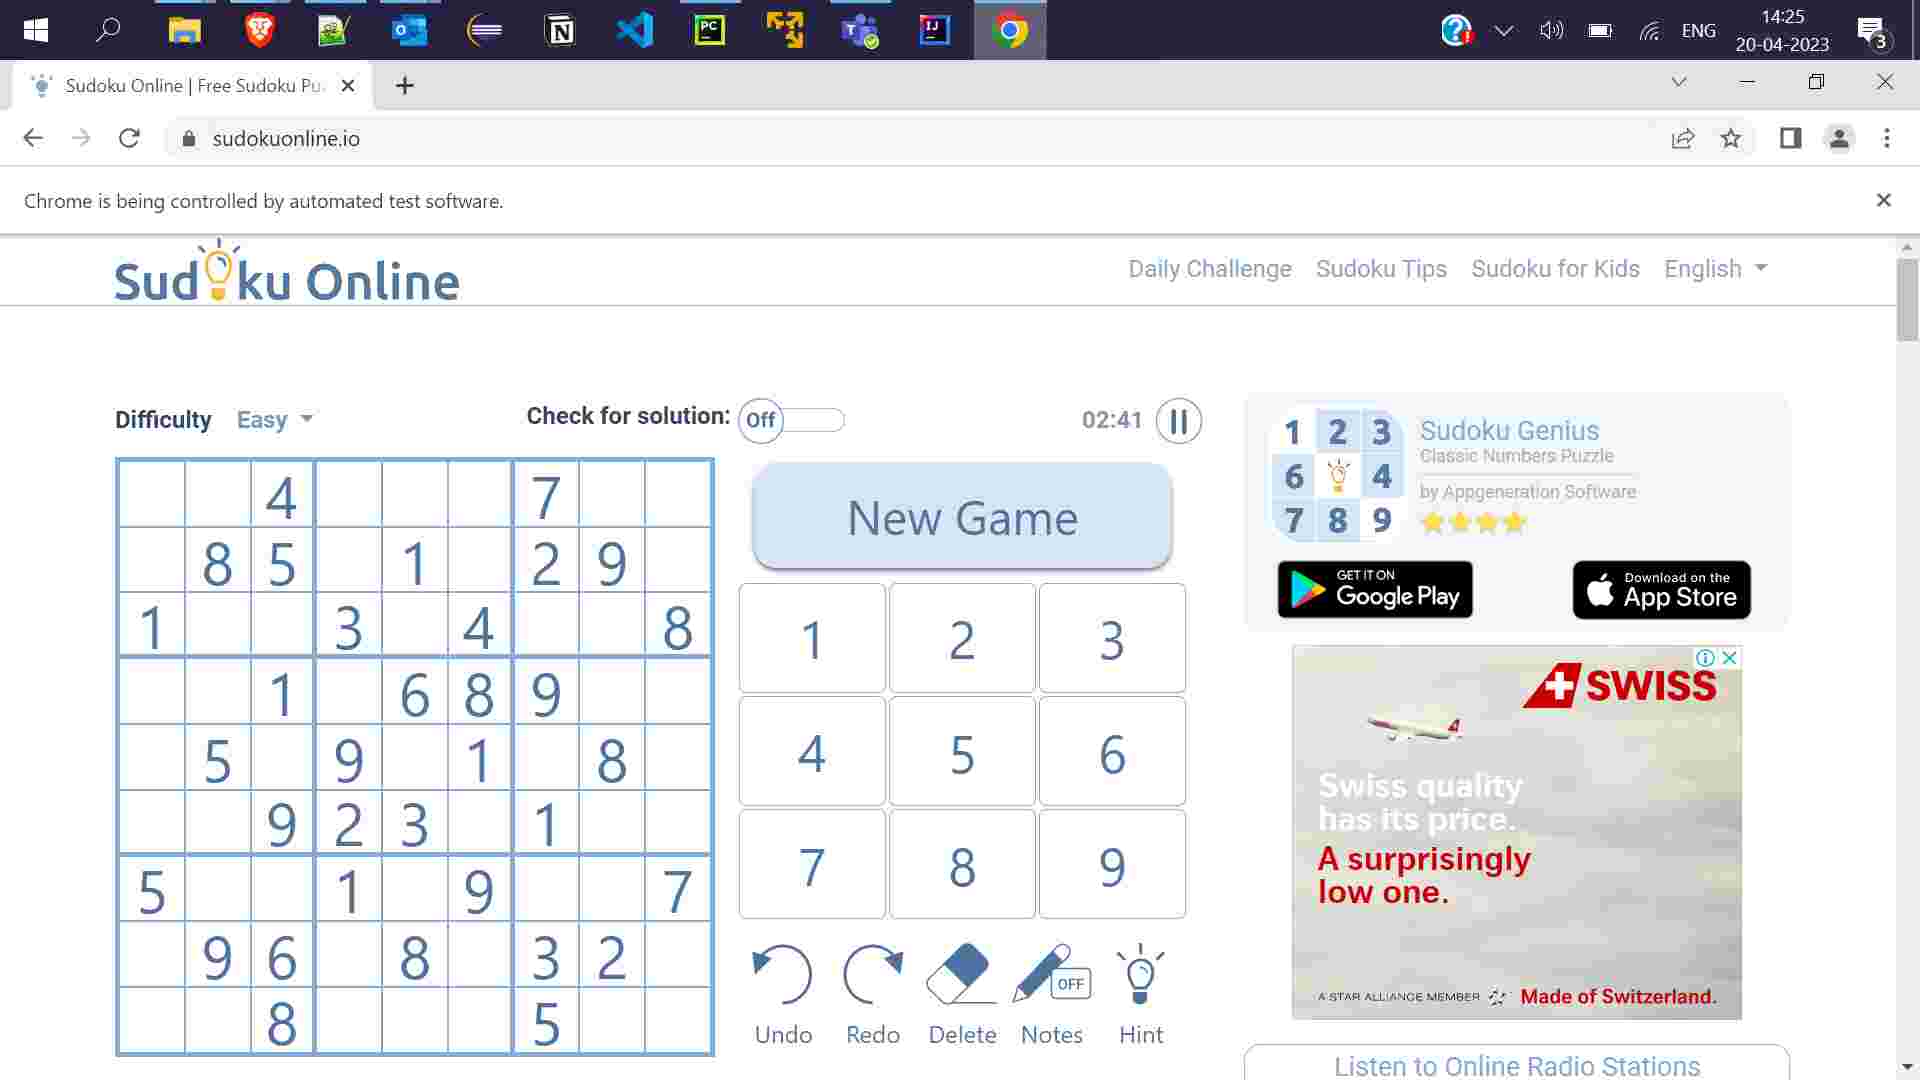 ENG
14:25
20-04-2023
3
Sudoku Online | Free Sudoku Pu
sudokuonline.io
Chrome is being controlled by automated test software.
Sudoku Online
Daily Challenge Sudoku Tips Sudoku for Kids English
Difficulty Easy Check for solution: Off 02:41
4 7
8 5 1 2 9
1 3 4 8
1 6 8 9
5 9 1 8
9 2 3 1
5 1 9 7
9 6 8 3 2
8 5
New Game
1 2 3
4 5 6
7 8 9
OFF
Undo Redo Delete Notes Hint
1 2 3
6 4
7 8 9
Sudoku Genius
Classic Numbers Puzzle
by Appgeneration Software
GET IT ON
Google Play
Download on the
App Store
SWISS
Swiss quality
has its price.
A surprisingly
low one.
A STAR ALLIANCE MEMBER Made of Switzerland.
Listen to Online Radio Stations